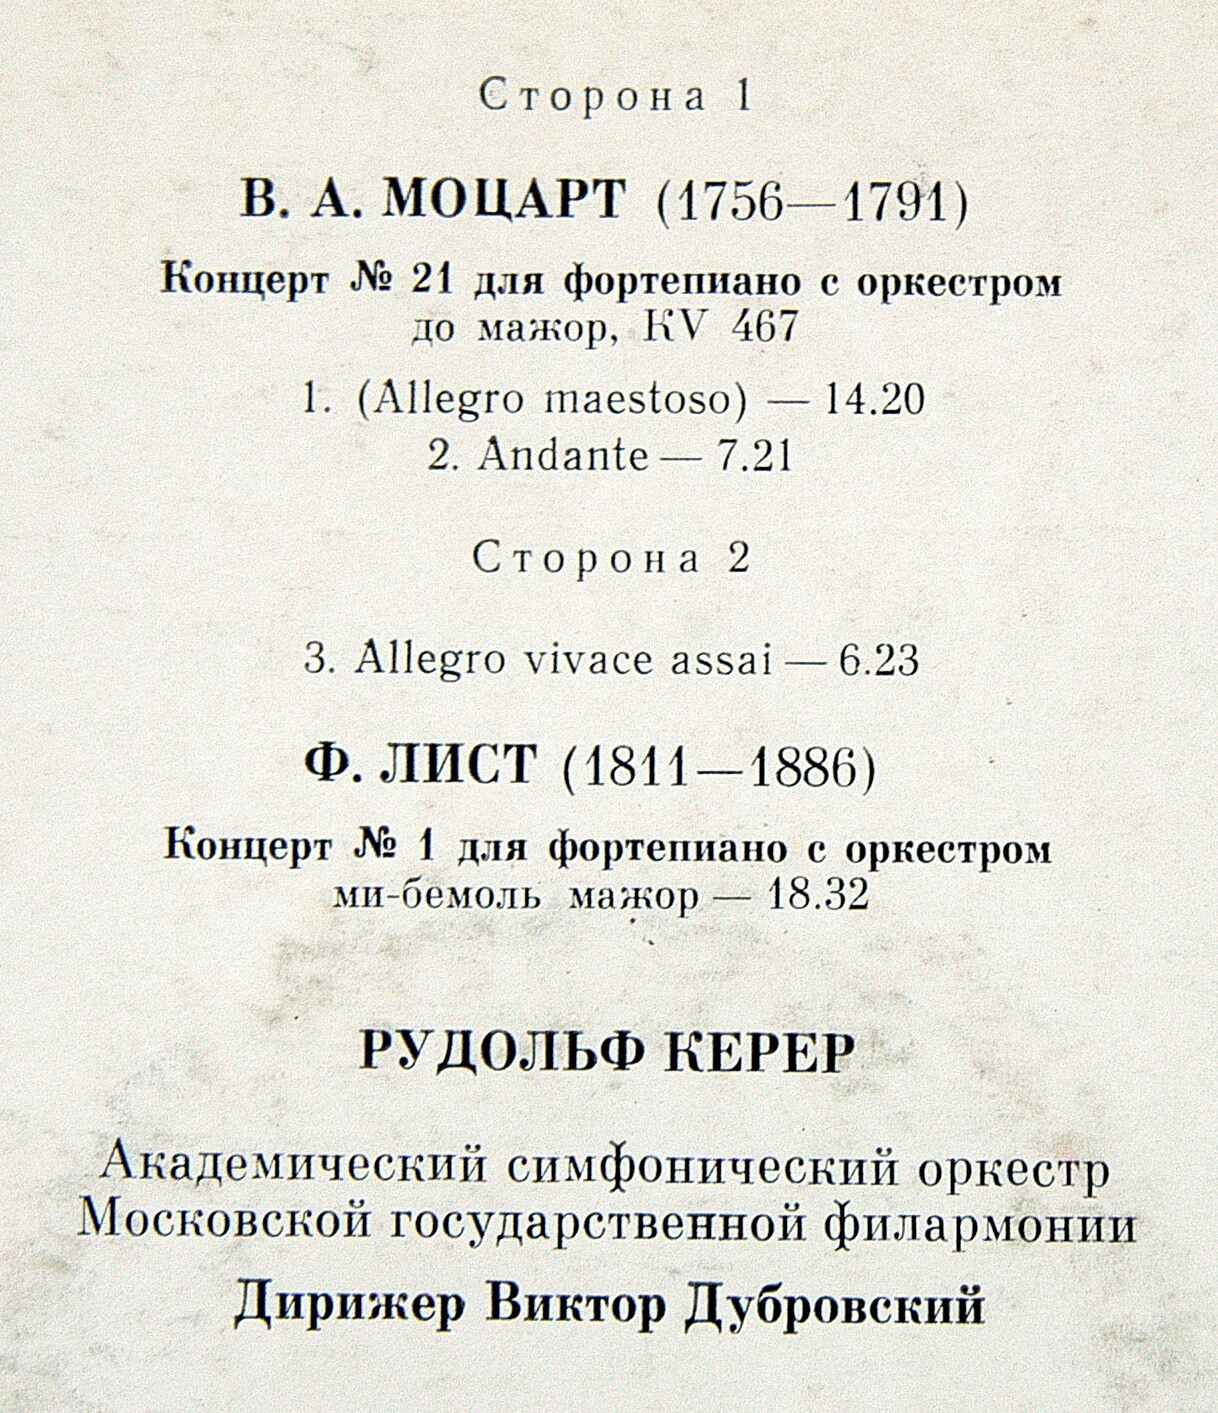 Сторона 1
В. А. МОЦАРТ (1756—1791)
Концерт № 21 для фортепиано с оркестром
до мажор, KV 467
1. (Allegro maestoso) — 14.20
2. Andante — 7.21
Сторона 2
3. Allegro vivace assai — 6.23
Ф. ЛИСТ (1811—1886)
Концерт № 1 для фортепиано с оркестром
ми-бемоль мажор — 18.32
РУДОЛЬФ КЕРЕР
Академический симфонический оркестр
Московской государственной филармонии
Дирижер Виктор Дубровский